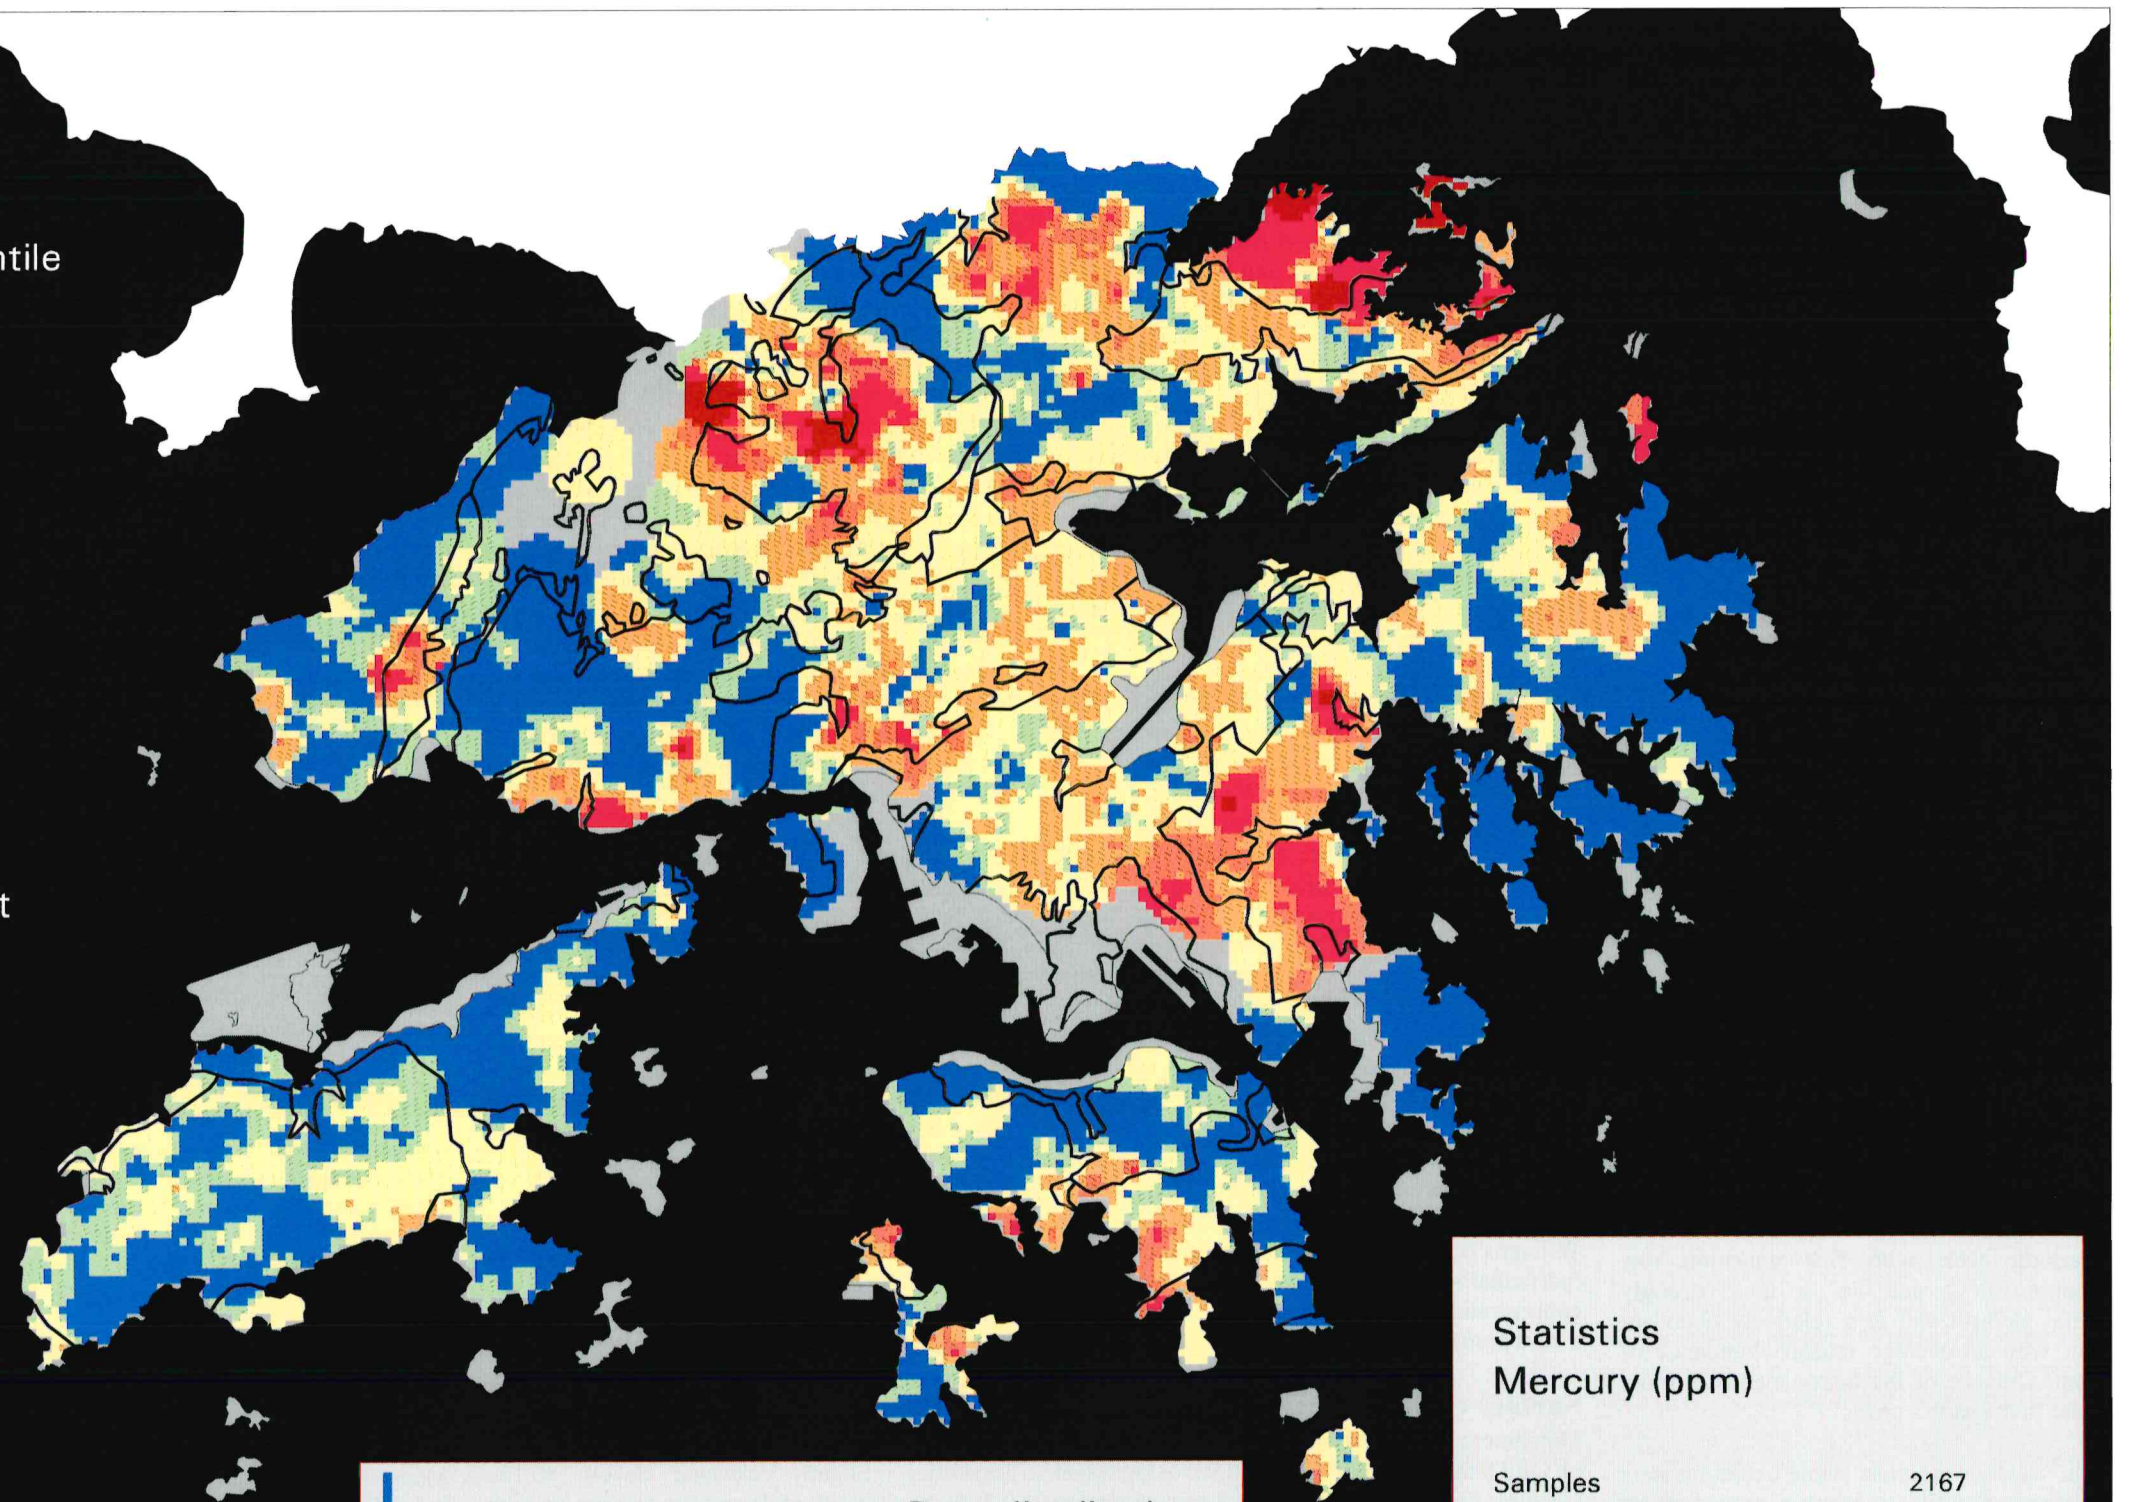 ntile
t
Statistics
Mercury (ppm)
Samples 2167